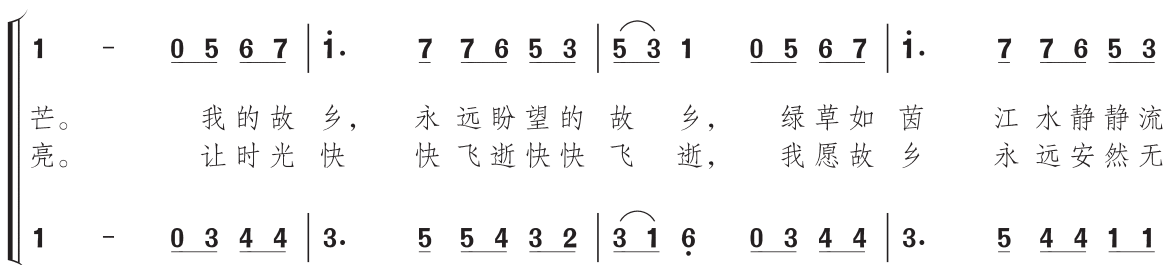 1 - 0 5 6 7 | i. 7 7 6 5 3 | 5 3 1 0 5 6 7 | i. 7 7 6 5 3
芒。 我的故乡， 永远盼望的故乡， 绿草如茵 江水静静流
亮。 让时光快 快飞逝快快飞逝， 我愿故乡 永远安然无
1 - 0 3 4 4 | 3. 5 5 4 3 2 | 3 1 6 0 3 4 4 | 3. 5 4 4 1 1